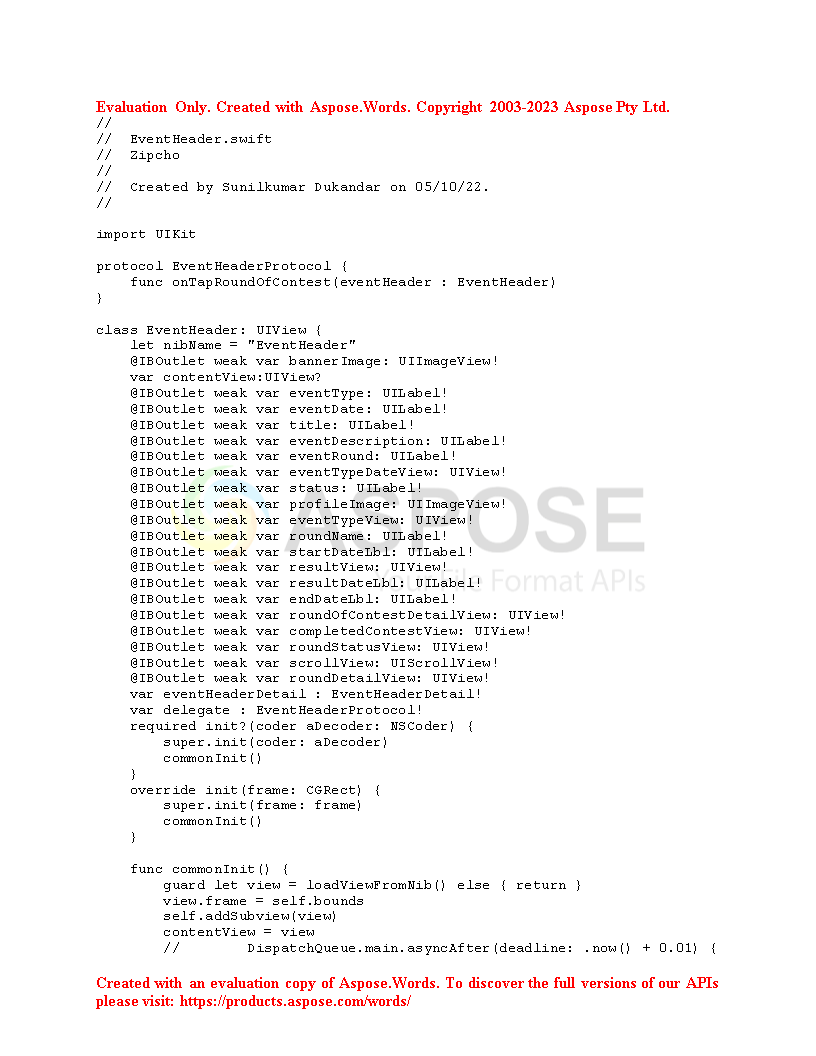 Evaluation Only. Created with Aspose.Words. Copyright 2003-2023 Aspose Pty Ltd.
//
//  EventHeader.swift
//  Zipcho
//
//  Created by Sunilkumar Dukandar on 05/10/22.
//
import UIKit
protocol EventHeaderProtocol {
    func onTapRoundOfContest(eventHeader : EventHeader)
}
class EventHeader: UIView {
    let nibName = "EventHeader"
    @IBOutlet weak var bannerImage: UIImageView!
    var contentView:UIView?
    @IBOutlet weak var eventType: UILabel!
    @IBOutlet weak var eventDate: UILabel!
    @IBOutlet weak var title: UILabel!
    @IBOutlet weak var eventDescription: UILabel!
    @IBOutlet weak var eventRound: UILabel!
    @IBOutlet weak var eventTypeDateView: UIView!
    @IBOutlet weak var status: UILabel!
    @IBOutlet weak var profileImage: UIImageView!
    @IBOutlet weak var eventTypeView: UIView!
    @IBOutlet weak var roundName: UILabel!
    @IBOutlet weak var startDateLbl: UILabel!
    @IBOutlet weak var resultView: UIView!
    @IBOutlet weak var resultDateLbl: UILabel!
    @IBOutlet weak var endDateLbl: UILabel!
    @IBOutlet weak var roundOfContestDetailView: UIView!
    @IBOutlet weak var completedContestView: UIView!
    @IBOutlet weak var roundStatusView: UIView!
    @IBOutlet weak var scrollView: UIScrollView!
    @IBOutlet weak var roundDetailView: UIView!
    var eventHeaderDetail : EventHeaderDetail!
    var delegate : EventHeaderProtocol!
    required init?(coder aDecoder: NSCoder) {
        super.init(coder: aDecoder)
        commonInit()
    }
    override init(frame: CGRect) {
        super.init(frame: frame)
        commonInit()
    }
    func commonInit() {
        guard let view = loadViewFromNib() else { return }
        view.frame = self.bounds
        self.addSubview(view)
        contentView = view
        //        DispatchQueue.main.asyncAfter(deadline: .now() + 0.01) {
ASPOSE
File Format APIs
Created with an evaluation copy of Aspose.Words. To discover the full versions of our APIs
please visit: https://products.aspose.com/words/